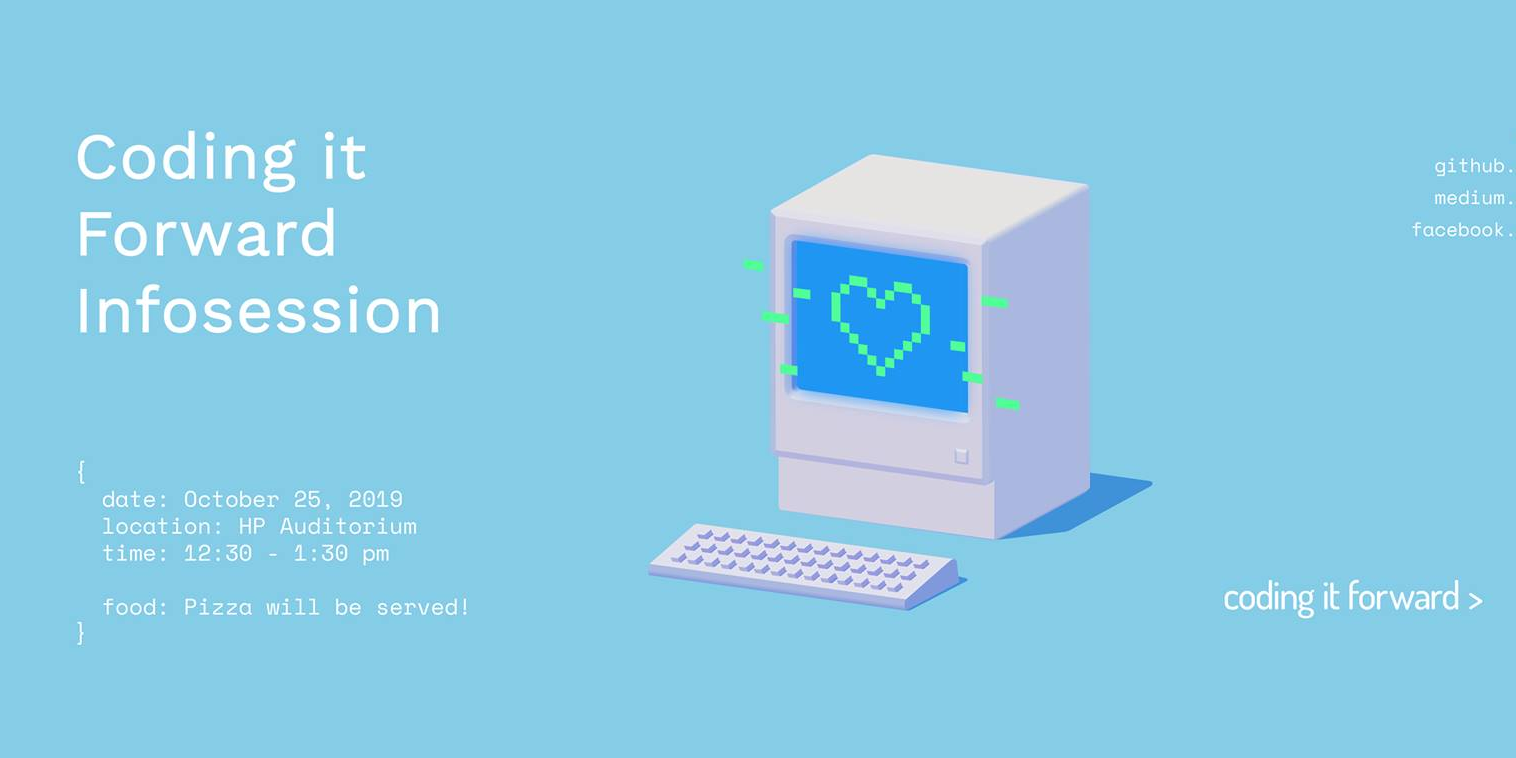 Coding it
Forward
Infosession
{
date: October 25, 2019
location: HP Auditorium
time: 12:30 - 1:30 pm
food: Pizza will be served!
}
github.
medium.
facebook.
coding it forward >